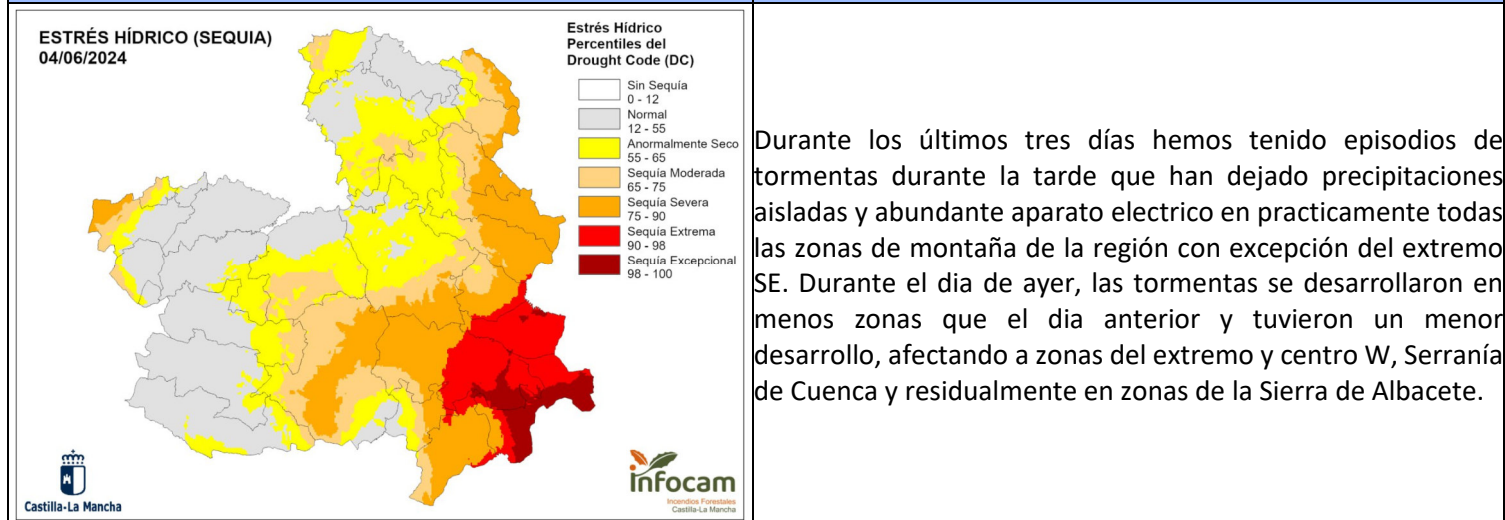 ESTRÉS HÍDRICO (SEQUIA)
04/06/2024
Estrés Hídrico
Percentiles del
Drought Code (DC)
Sin Sequía
0 - 12
Normal
12 - 55
Anormalmente Seco
55 - 65
Sequía Moderada
65 - 75
Sequía Severa
75 - 90
Sequía Extrema
90 - 98
Sequía Excepcional
98 - 100
Castilla-La Mancha
infocam
Incendios Forestales
Castilla-La Mancha
Durante los últimos tres días hemos tenido episodios de
tormentas durante la tarde que han dejado precipitaciones
aisladas y abundante aparato electrico en practicamente todas
las zonas de montaña de la región con excepción del extremo
SE. Durante el dia de ayer, las tormentas se desarrollaron en
menos zonas que el dia anterior y tuvieron un menor
desarrollo, afectando a zonas del extremo y centro W, Serranía
de Cuenca y residualmente en zonas de la Sierra de Albacete.